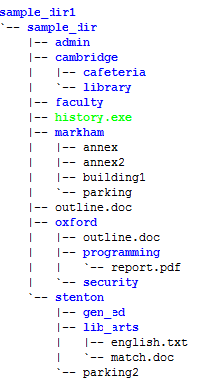 sample_dir1
`-- sample_dir
    |-- admin
    |-- cambridge
    |   |-- cafeteria
    |   `-- library
    |-- faculty
    |-- history.exe
    |-- markham
    |   |-- annex
    |   |-- annex2
    |   |-- building1
    |   `-- parking
    |-- outline.doc
    |-- oxford
    |   |-- outline.doc
    |   |-- programming
    |   |   `-- report.pdf
    |   `-- security
    `-- stenton
        |-- gen_ed
        |-- lib_arts
        |   |-- english.txt
        |   `-- match.doc
        `-- parking2